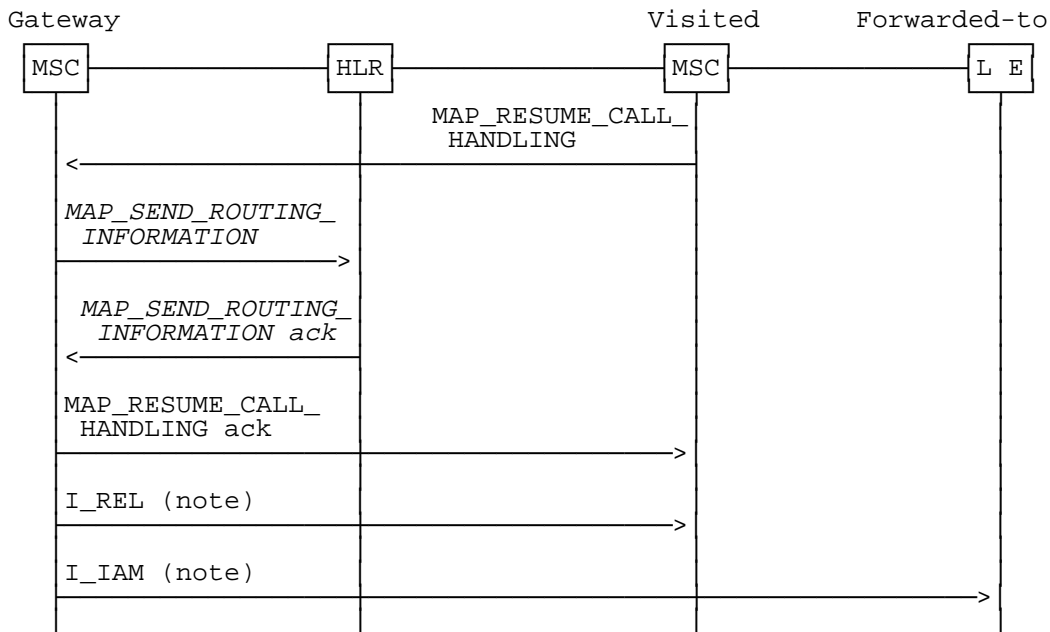 Gateway Visited Forwarded-to
MSC HLR MSC L E
MAP_RESUME_CALL_
HANDLING
MAP_SEND_ROUTING_
INFORMATION
MAP_SEND_ROUTING_
INFORMATION ack
MAP_RESUME_CALL_
HANDLING ack
I_REL (note)
I_IAM (note)